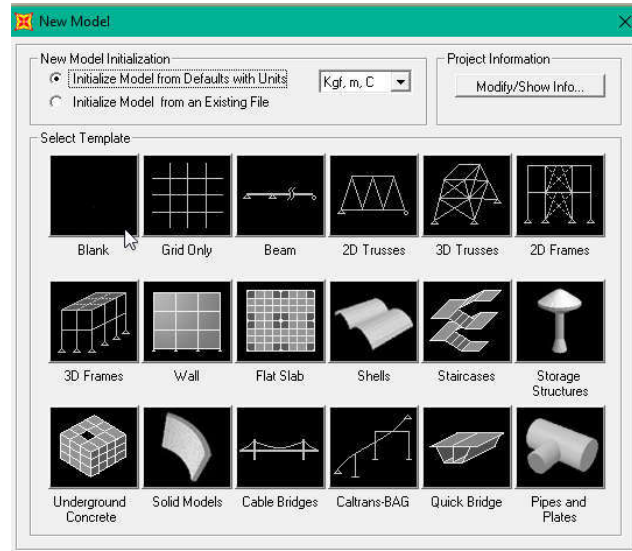 New Model
New Model Initialization
Project Information
Initialize Model from Defaults with Units
Kgf, m, C
Modify/Show Info...
Initialize Model from an Existing File
Select Template
Blank
Grid Only
Beam
2D Trusses
3D Trusses
2D Frames
3D Frames
Wall
Flat Slab
Shells
Staircases
Storage
Structures
Underground
Concrete
Solid Models
Cable Bridges
Caltrans-BAG
Quick Bridge
Pipes and
Plates